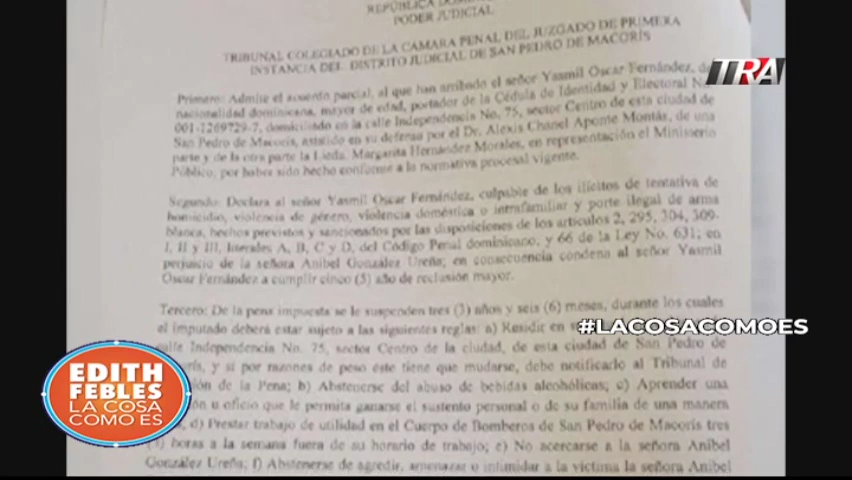 REPÚBLICA DOMINI
PODER JUDICIAL
TRIBUNAL COLEGIADO DE LA CÁMARA PENAL DEL JUZGADO DE PRIMERA
INSTANCIA DEL DISTRITO JUDICIAL DE SAN PEDRO DE MACORÍS
TRA
Primero: Admite el acuerdo parcial, al que han arribado el señor Yasmil Oscar Fernández, de
nacionalidad dominicana, mayor de edad, portador de la Cédula de Identidad y Electoral No.
001-1269729-7, domiciliado en la calle Independencia No. 75, sector Centro de esta ciudad de
San Pedro de Macorís, asistido en su defensa por el Dr. Alexis Chanel Aponte Montás, de una
parte y de la otra parte la Licda. Margarita Hernández Morales, en representación el Ministerio
Público, por haber sido hecho conforme a la normativa procesal vigente.
Segundo: Declara al señor Yasmil Oscar Fernández, culpable de los ilícitos de tentativa de
homicidio, violencia de género, violencia doméstica o intrafamiliar y porte ilegal de arma
blanca, hechos previstos y sancionados por las disposiciones de los artículos 2, 295, 304, 309-
I, II y III, literales A, B, C y D, del Código Penal dominicano; y 66 de la Ley No. 631; en
perjuicio de la señora Anibel González Ureña; en consecuencia condena al señor Yasmil
Oscar Fernández a cumplir cinco (5) año de reclusión mayor.
Tercero: De la pena impuesta se le suspenden tres (3) años y seis (6) meses, durante los cuales
el imputado deberá estar sujeto a las siguientes reglas: a) Residir en
#LACOSACOMOES
calle Independencia No. 75, sector Centro de la ciudad, de esta ciudad de San Pedro de
y si por razones de peso éste tiene que mudarse, debe notificarlo al Tribunal de
de la Pena; b) Abstenerse del abuso de bebidas alcohólicas; c) Aprender una
u oficio que le permita ganarse el sustento personal o de su familia de una manera
d) Prestar trabajo de utilidad en el Cuerpo de Bomberos de San Pedro de Macorís tres
horas a la semana fuera de su horario de trabajo; e) No acercarse a la señora Anibel
González Ureña; f) Abstenerse de agredir, amenazar o intimidar a la víctima la señora Anibel
EDITH
FEBLES
LA COSA
COMO ES